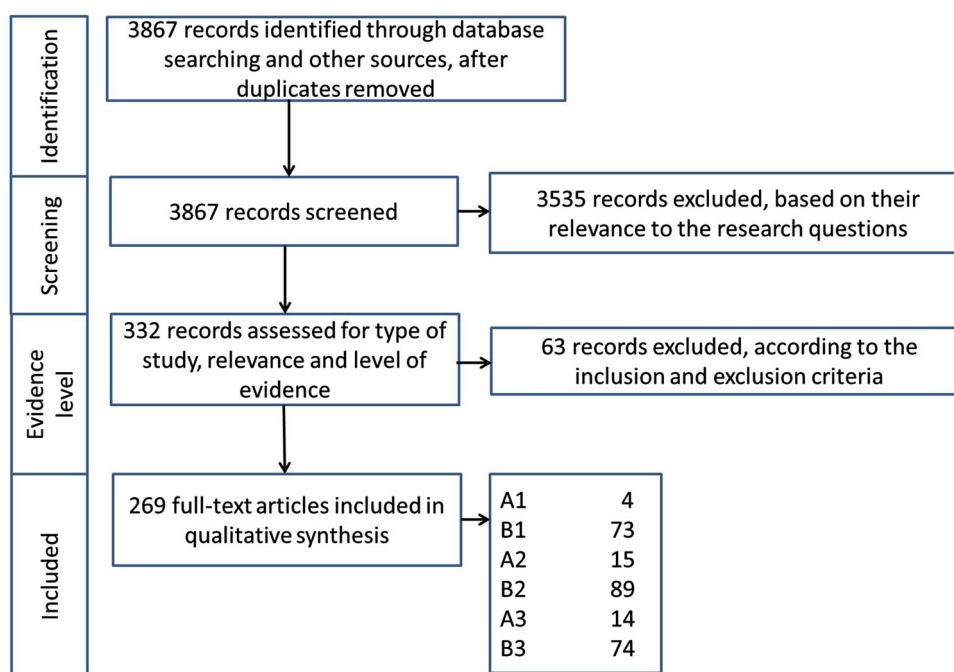 Identification
3867 records identified through database
searching and other sources, after
duplicates removed
Screening
3867 records screened
3535 records excluded, based on their
relevance to the research questions
Evidence
level
332 records assessed for type of
study, relevance and level of
evidence
63 records excluded, according to the
inclusion and exclusion criteria
Included
269 full-text articles included in
qualitative synthesis
A1 4
B1 73
A2 15
B2 89
A3 14
B3 74